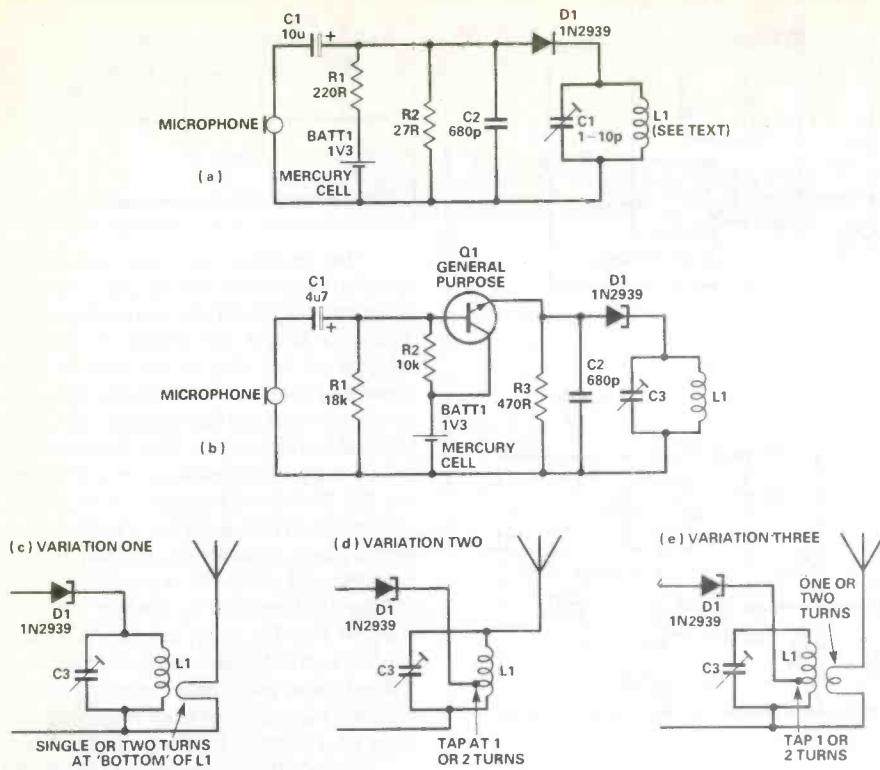 C1
10u
+
D1
1N2939
R1
220R
R2
27R
C2
680p
C1
1–10p
L1
(SEE TEXT)
MICROPHONE
BATT1
1V3
MERCURY
CELL
(a)
Q1
GENERAL
PURPOSE
C1
4u7
+
D1
1N2939
R2
10k
R1
18k
R3
470R
C2
680p
C3
L1
MICROPHONE
BATT1
1V3
MERCURY
CELL
(b)
(c) VARIATION ONE
D1
1N2939
C3
L1
SINGLE OR TWO TURNS
AT 'BOTTOM' OF L1
(d) VARIATION TWO
D1
1N2939
C3
L1
TAP AT 1
OR 2 TURNS
(e) VARIATION THREE
ONE OR
TWO
TURNS
D1
1N2939
C3
L1
TAP 1 OR
2 TURNS